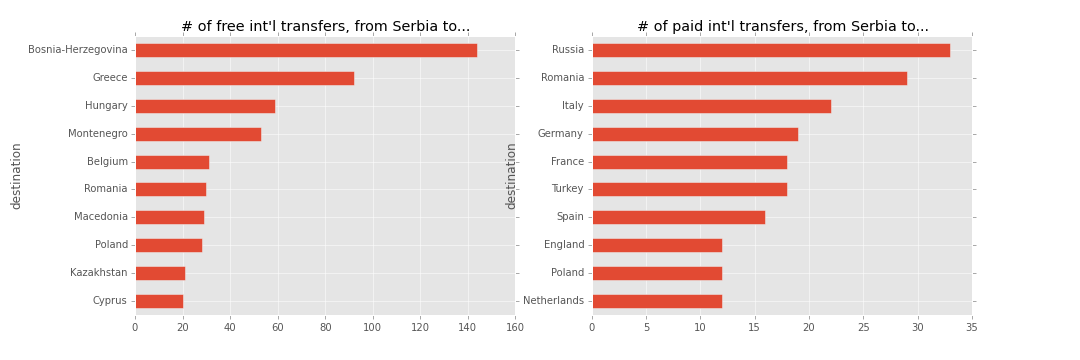 # of free int'l transfers, from Serbia to...
destination
Bosnia-Herzegovina
Greece
Hungary
Montenegro
Belgium
Romania
Macedonia
Poland
Kazakhstan
Cyprus
0 20 40 60 80 100 120 140 160
# of paid int'l transfers, from Serbia to...
destination
Russia
Romania
Italy
Germany
France
Turkey
Spain
England
Poland
Netherlands
0 5 10 15 20 25 30 35